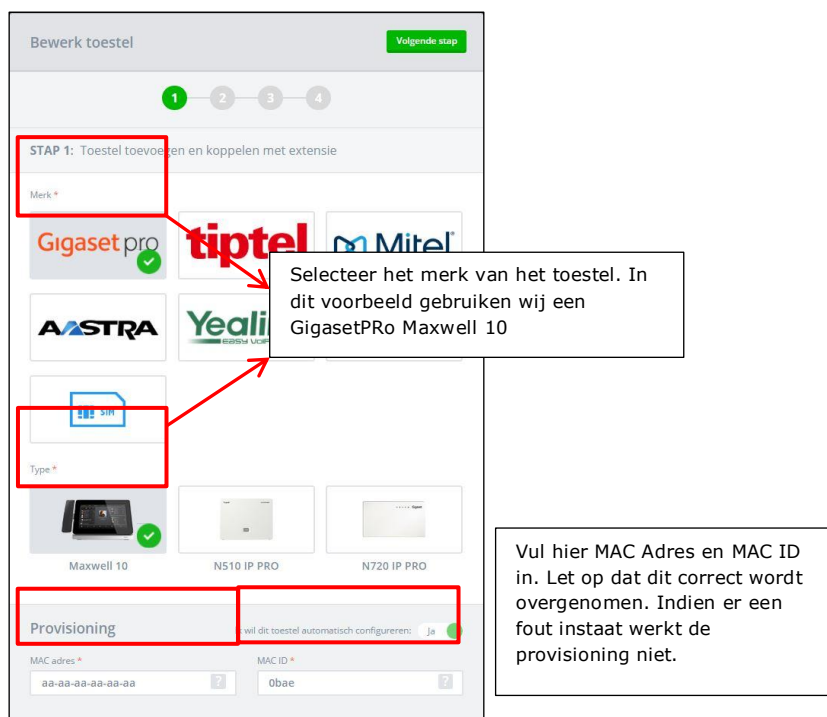 Bewerk toestel
Volgende stap
1 2 3 4
STAP 1: Toestel toevoegen en koppelen met extensie
Merk *
Gigaset pro
tiptel
Mitel
Selecteer het merk van het toestel. In
dit voorbeeld gebruiken wij een
GigasetPRo Maxwell 10
AASTRA
SIM
Type *
Maxwell 10
N510 IP PRO
N720 IP PRO
Vul hier MAC Adres en MAC ID
in. Let op dat dit correct wordt
overgenomen. Indien er een
fout instaat werkt de
provisioning niet.
Provisioning
wil dit toestel automatisch configureren:
Ja
MAC adres *
MAC ID *
aa-aa-aa-aa-aa-aa
?
0bae
?